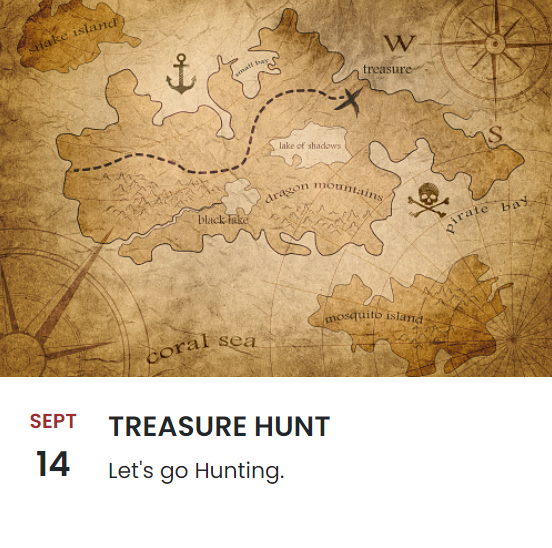 snake island
small bay
W
treasure
S
lake of shadows
dragon mountains
pirate bay
black lake
mosquito island
coral sea
SEPT
14
TREASURE HUNT
Let's go Hunting.